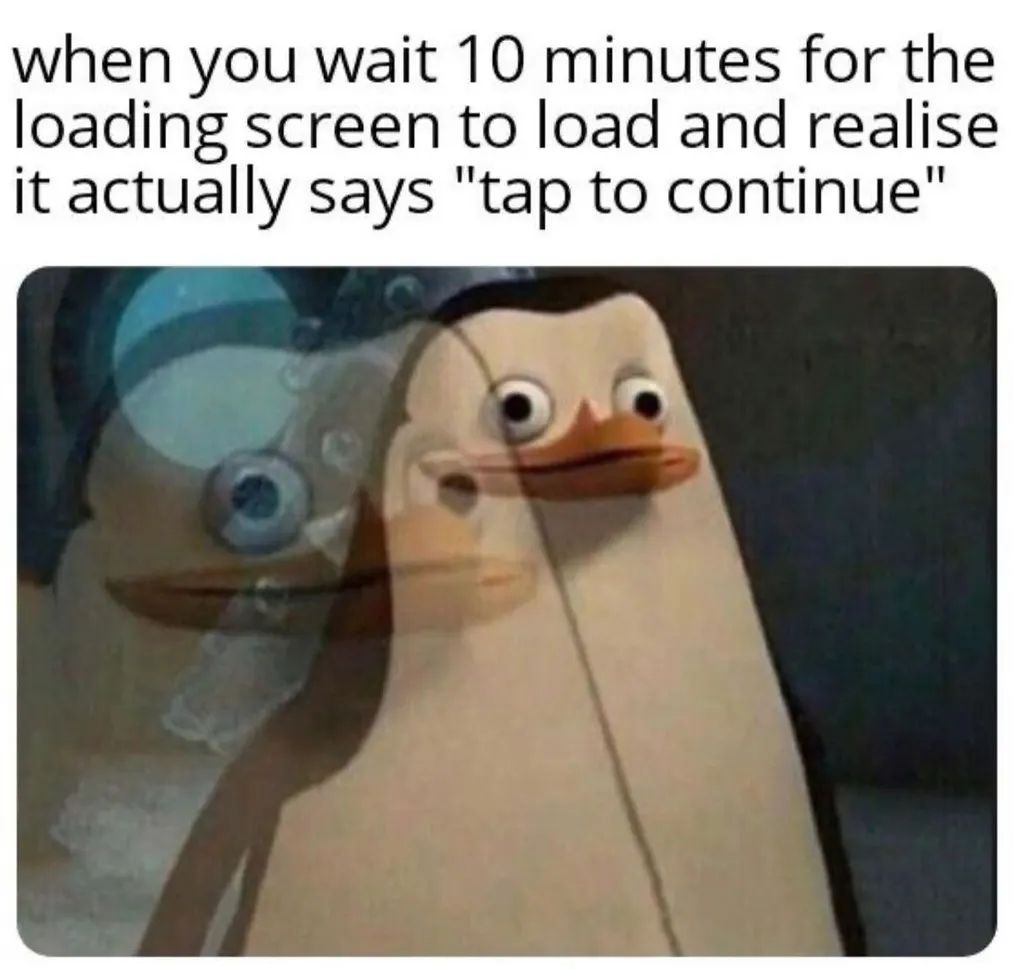 when you wait 10 minutes for the
loading screen to load and realise
it actually says "tap to continue"